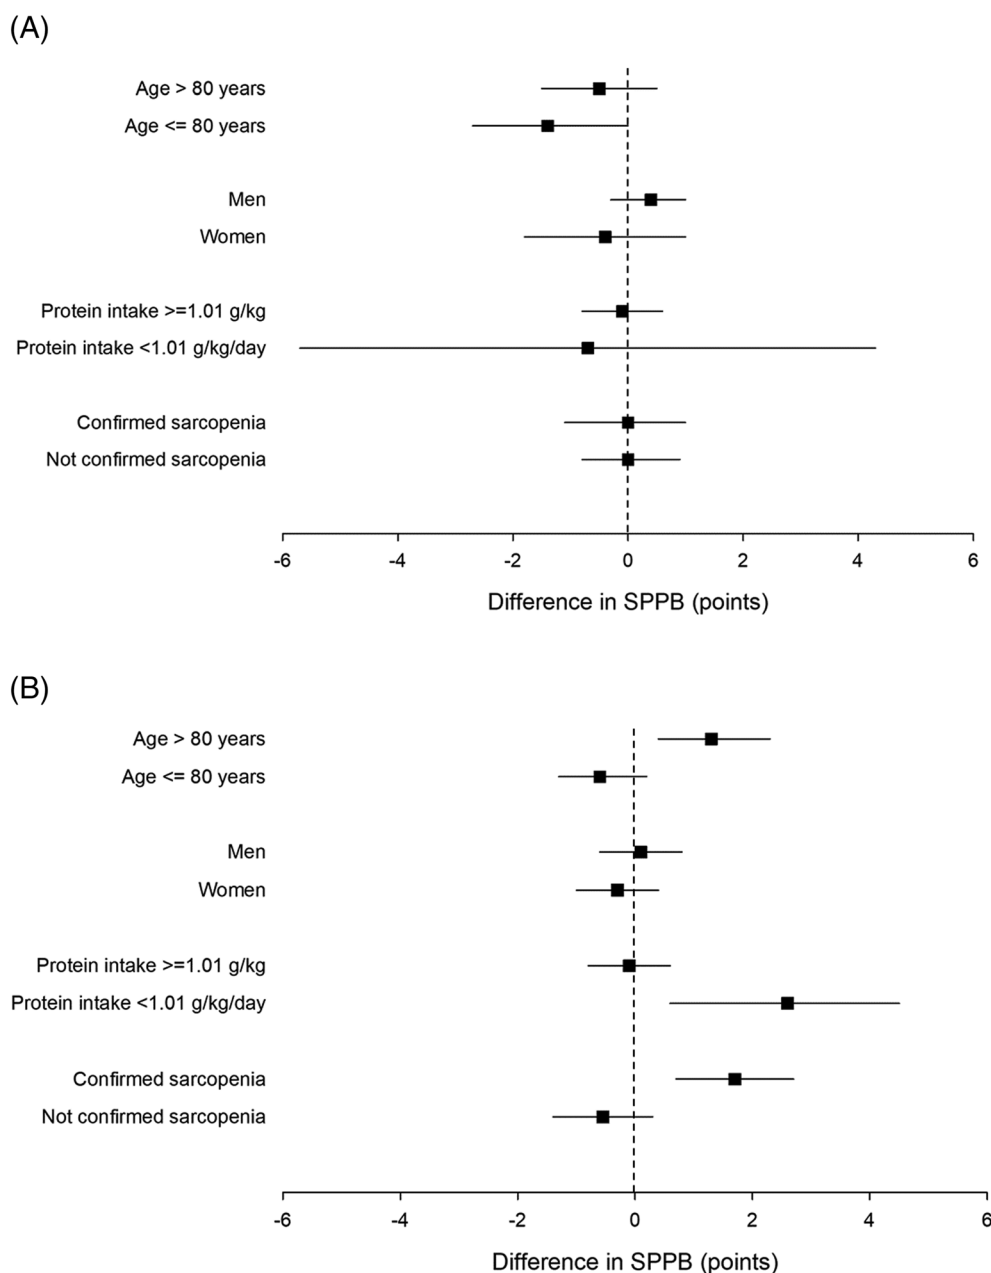 (A)
Age > 80 years
Age <= 80 years
Men
Women
Protein intake >=1.01 g/kg
Protein intake <1.01 g/kg/day
Confirmed sarcopenia
Not confirmed sarcopenia
-6 -4 -2 0 2 4 6
Difference in SPPB (points)
(B)
Age > 80 years
Age <= 80 years
Men
Women
Protein intake >=1.01 g/kg
Protein intake <1.01 g/kg/day
Confirmed sarcopenia
Not confirmed sarcopenia
-6 -4 -2 0 2 4 6
Difference in SPPB (points)